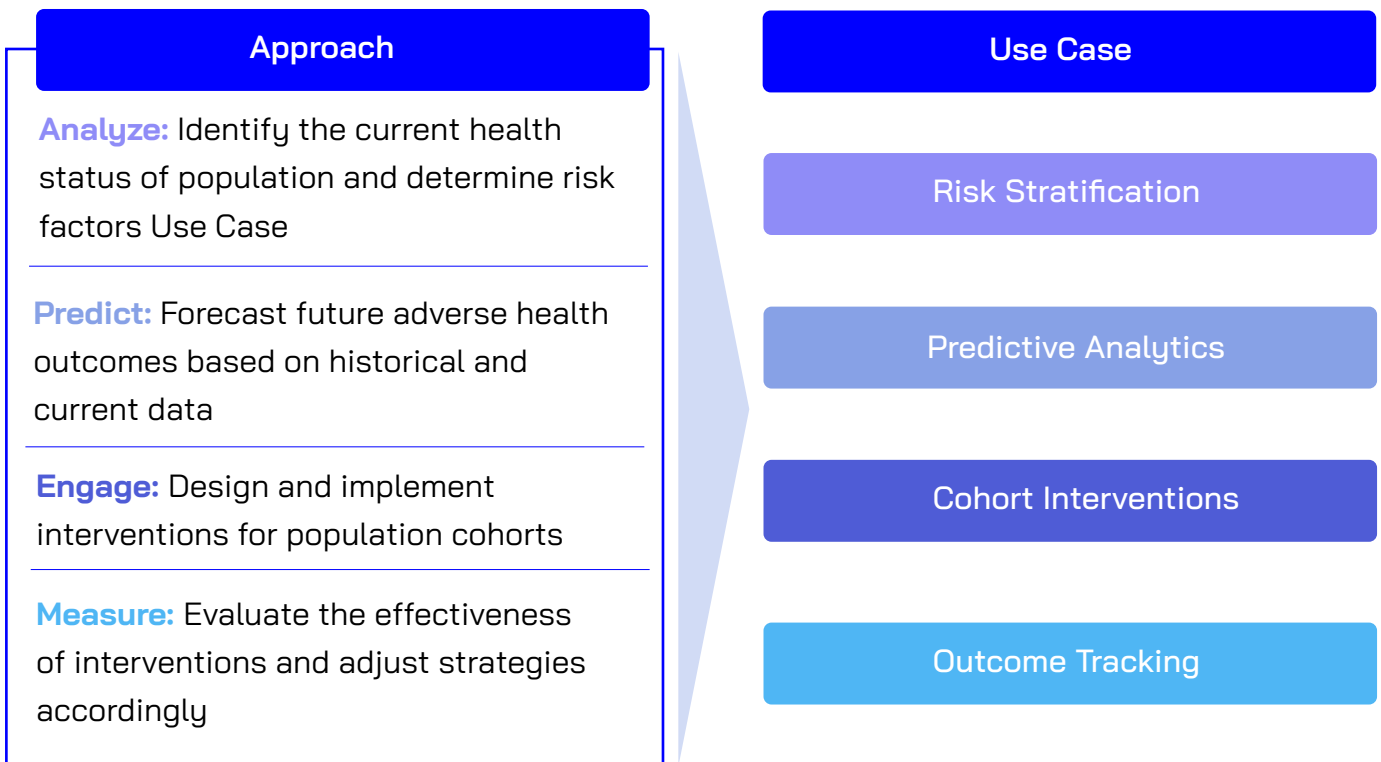 Approach
Analyze: Identify the current health
status of population and determine risk
factors Use Case
Predict: Forecast future adverse health
outcomes based on historical and
current data
Engage: Design and implement
interventions for population cohorts
Measure: Evaluate the effectiveness
of interventions and adjust strategies
accordingly
Use Case
Risk Stratification
Predictive Analytics
Cohort Interventions
Outcome Tracking